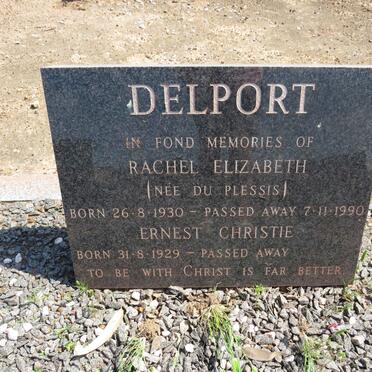 DELPORT
IN FOND MEMORIES OF
RACHEL ELIZABETH
(NÉE DU PLESSIS)
BORN 26-8-1930 – PASSED AWAY 7-11-1990
ERNEST CHRISTIE
BORN 31-8-1929 – PASSED AWAY
TO BE WITH CHRIST IS FAR BETTER